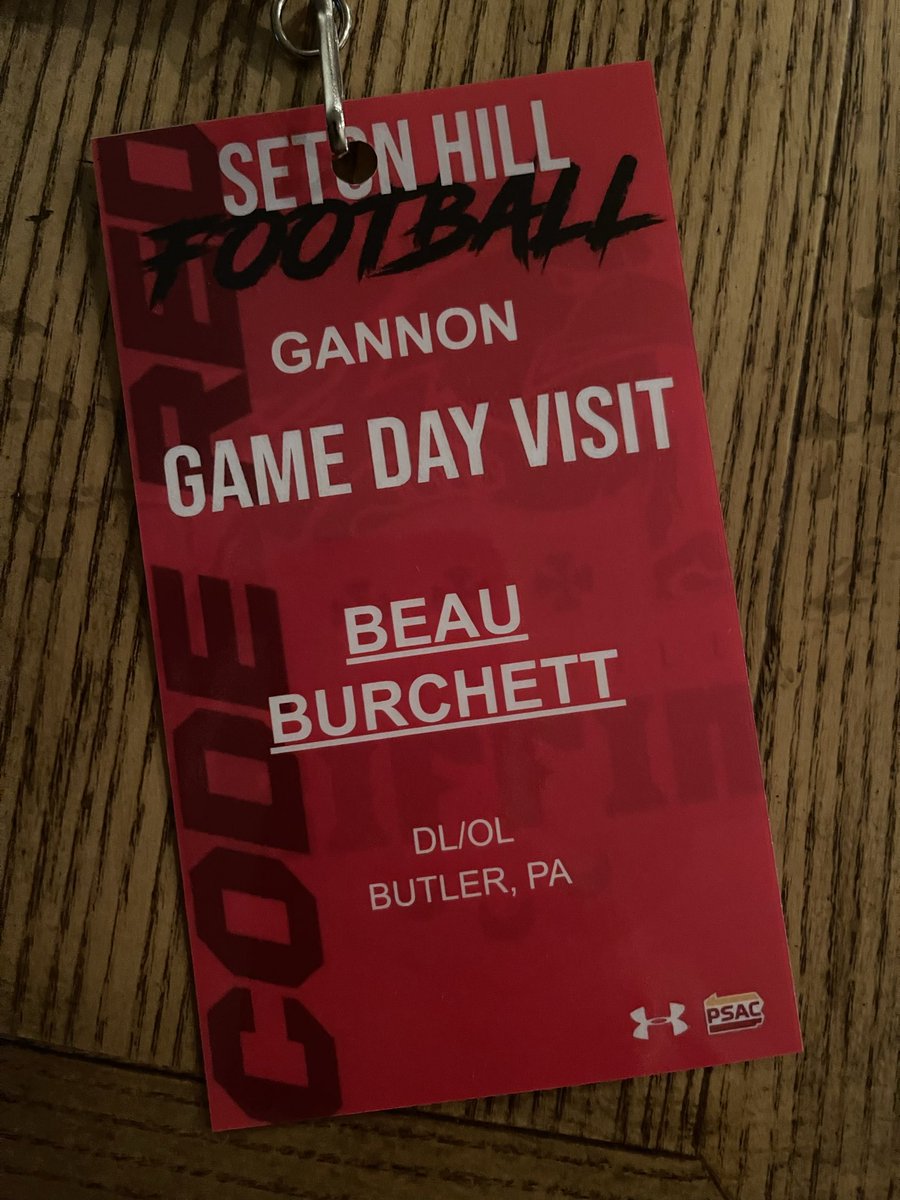 SETON HILL
FOOTBALL
GANNON
GAME DAY VISIT
BEAU
BURCHETT
DL/OL
BUTLER, PA
PSAC
CODE RED